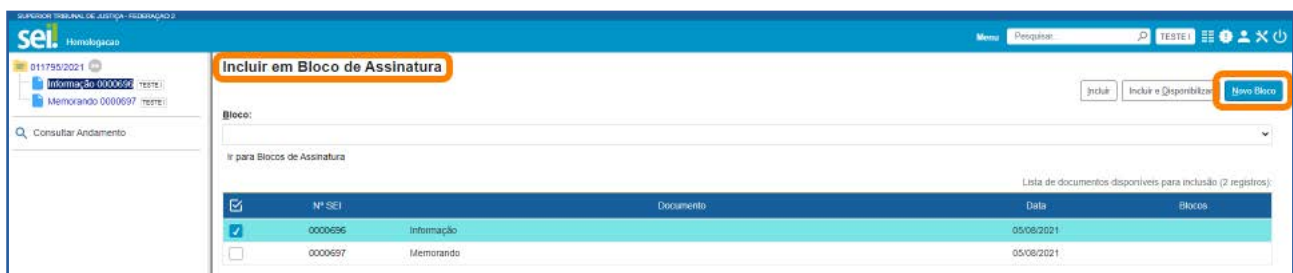 SUPERIOR TRIBUNAL DE JUSTIÇA - FEDERAÇÃO 2
sei. Homologacao
Menu Pesquisar... TESTE I
011795/2021
Informação 0000696 TESTE I
Memorando 0000697 TESTE I
Consultar Andamento
Incluir em Bloco de Assinatura
Incluir Incluir e Disponibilizar Novo Bloco
Bloco:
Ir para Blocos de Assinatura
Lista de documentos disponíveis para inclusão (2 registros):
Nº SEI Documento Data Blocos
0000696 Informação 05/08/2021
0000697 Memorando 05/08/2021